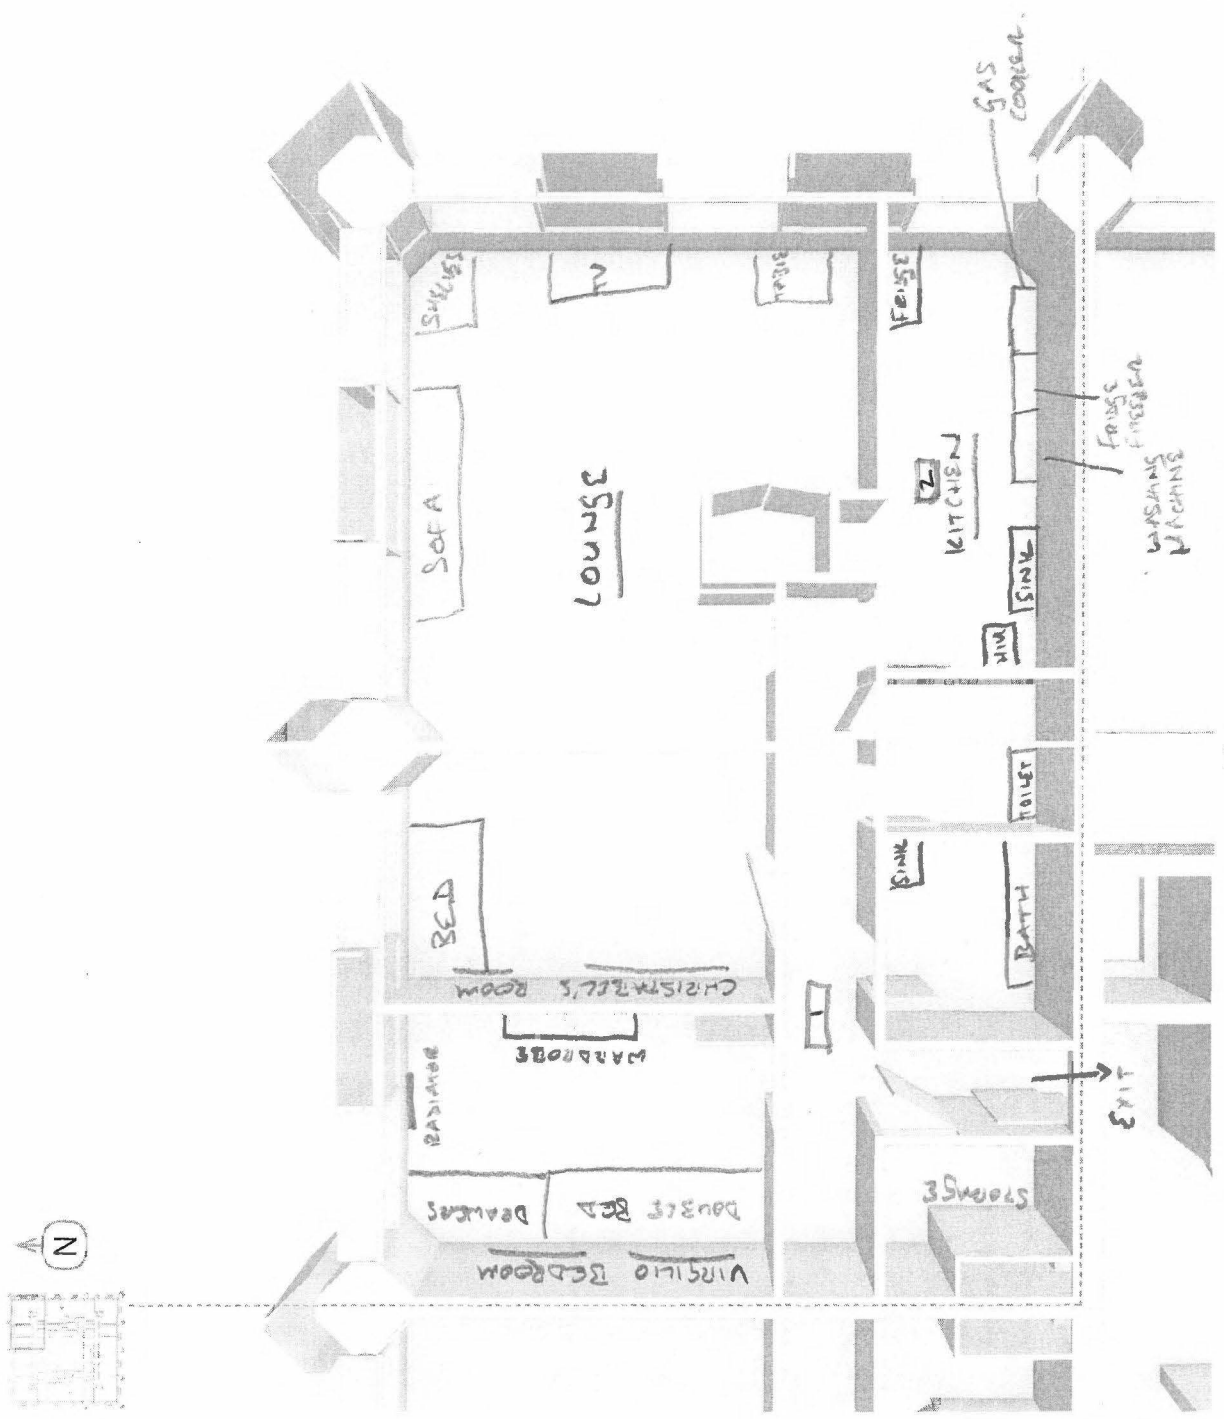 GAS
COOKER.
SHELVES
TV
TABLE
FRIDGE
SOFA
LOUNGE
2
KITCHEN
FRIDGE
FREEZER
WASHING
MACHINE
SINK
TOILET
SINK
BATH
BED
CHRISTABEL'S ROOM
1
WARDROBE
RADIATOR
EXIT
DRAWERS
DOUBLE BED
STORAGE
VIRGILIO BEDROOM
N